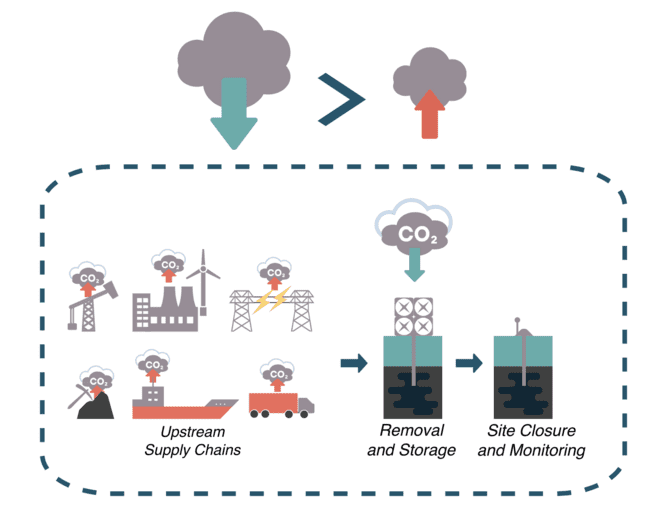 >
CO₂
CO₂
CO₂
CO₂
CO₂
CO₂
CO₂
Upstream
Supply Chains
Removal
and Storage
Site Closure
and Monitoring